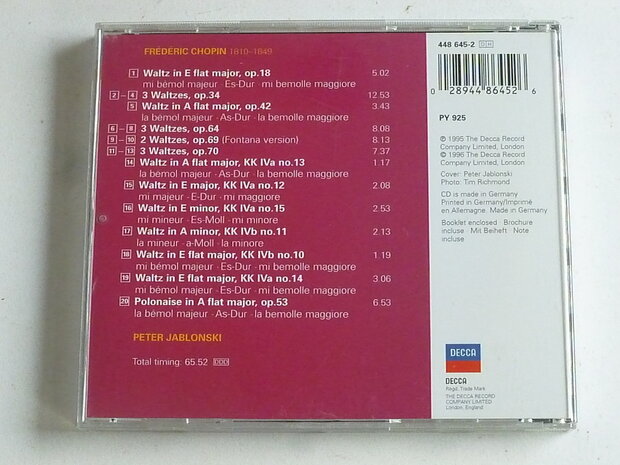 FRÉDÉRIC CHOPIN 1810–1849
1 Waltz in E flat major, op.18 5.02
mi bémol majeur · Es-Dur · mi bemolle maggiore
2 – 4 3 Waltzes, op.34 12.53
5 Waltz in A flat major, op.42 3.43
la bémol majeur · As-Dur · la bemolle maggiore
6 – 8 3 Waltzes, op.64 8.08
9 – 10 2 Waltzes, op.69 (Fontana version) 8.13
11 – 13 3 Waltzes, op.70 7.37
14 Waltz in A flat major, KK IVa no.13 1.17
la bémol majeur · As-Dur · la bemolle maggiore
15 Waltz in E major, KK IVa no.12 2.08
mi majeur · E-Dur · mi maggiore
16 Waltz in E minor, KK IVa no.15 2.53
mi mineur · Es-Moll · mi minore
17 Waltz in A minor, KK IVb no.11 2.13
la mineur · a-Moll · la minore
18 Waltz in E flat major, KK IVb no.10 1.19
mi bémol majeur · Es-Dur · mi bemolle maggiore
19 Waltz in E flat major, KK IVa no.14 3.06
mi bémol majeur · Es-Dur · mi bemolle maggiore
20 Polonaise in A flat major, op.53 6.53
la bémol majeur · As-Dur · la bemolle maggiore
PETER JABLONSKI
Total timing: 65.52 DDD
448 645-2 DH
0 28944 86452 6
PY 925
℗ 1995 The Decca Record
Company Limited, London
© 1996 The Decca Record
Company Limited, London
Cover: Peter Jablonski
Photo: Tim Richmond
CD is made in Germany
Printed in Germany/Imprimé
en Allemagne. Made in Germany
Booklet enclosed · Brochure
incluse · Mit Beiheft · Note
incluse
DECCA
DECCA
Regd. Trade Mark
THE DECCA RECORD
COMPANY LIMITED
London, England